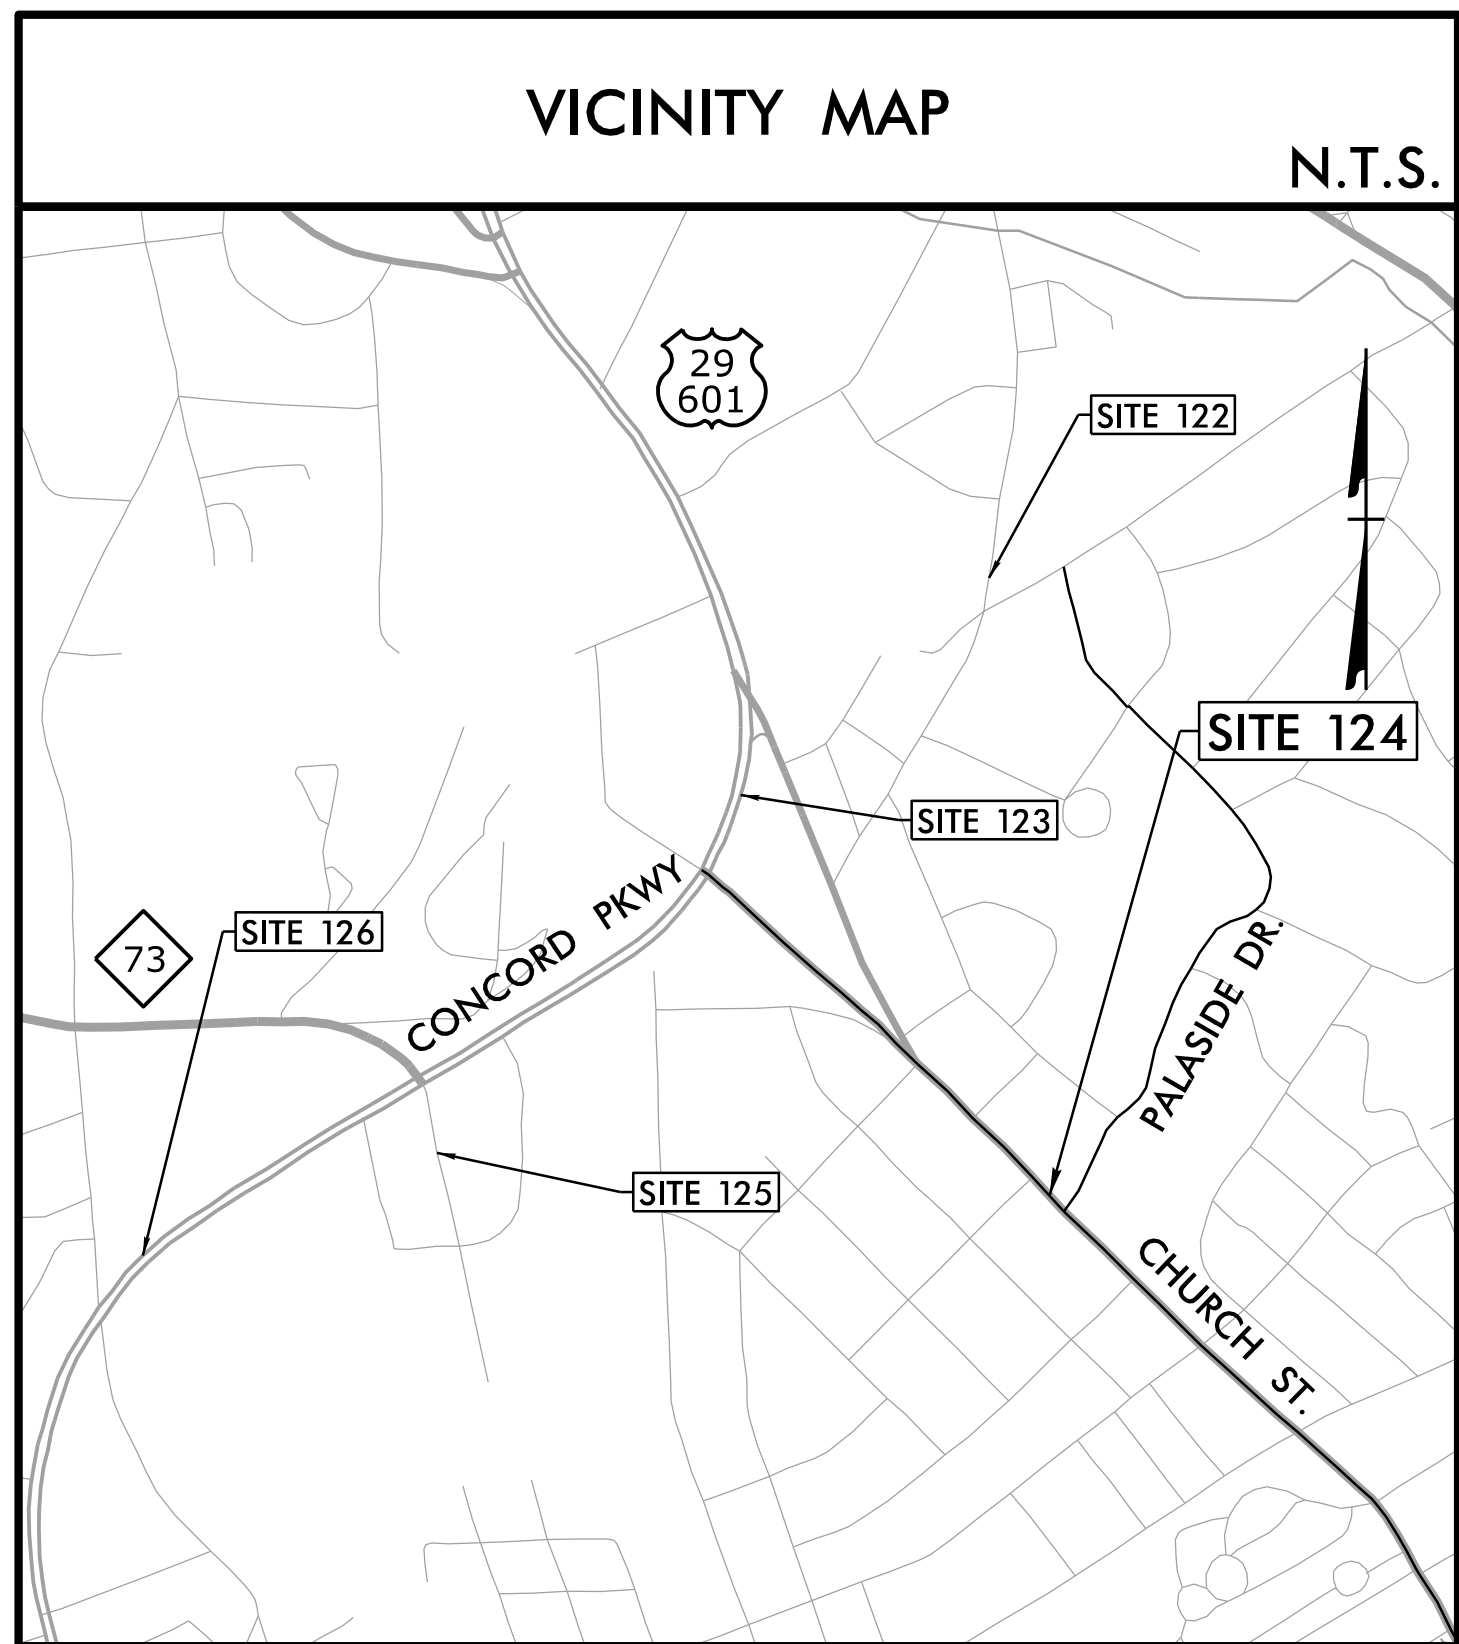 VICINITY MAP
N.T.S.
29
601
SITE 122
SITE 124
SITE 123
CONCORD PKWY
SITE 126
73
PALASIDE DR.
SITE 125
CHURCH ST.